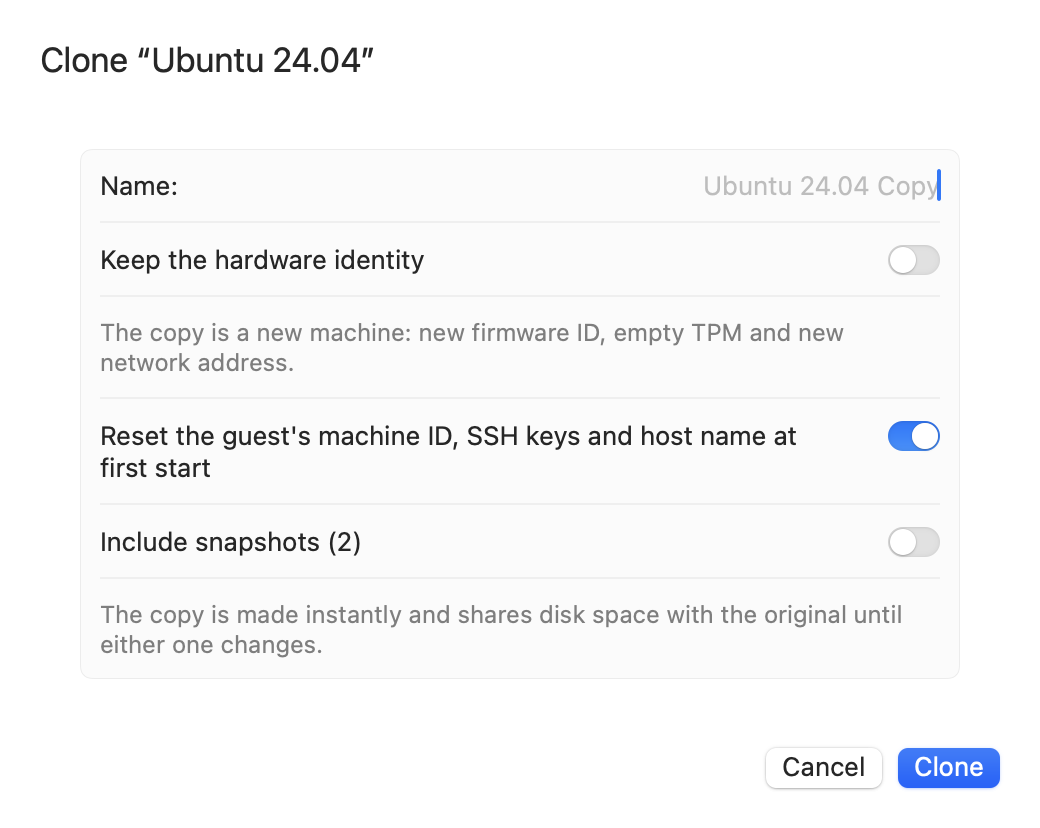 Clone “Ubuntu 24.04”
Name:
Ubuntu 24.04 Copy
Keep the hardware identity
The copy is a new machine: new firmware ID, empty TPM and new
network address.
Reset the guest's machine ID, SSH keys and host name at
first start
Include snapshots (2)
The copy is made instantly and shares disk space with the original until
either one changes.
Cancel
Clone